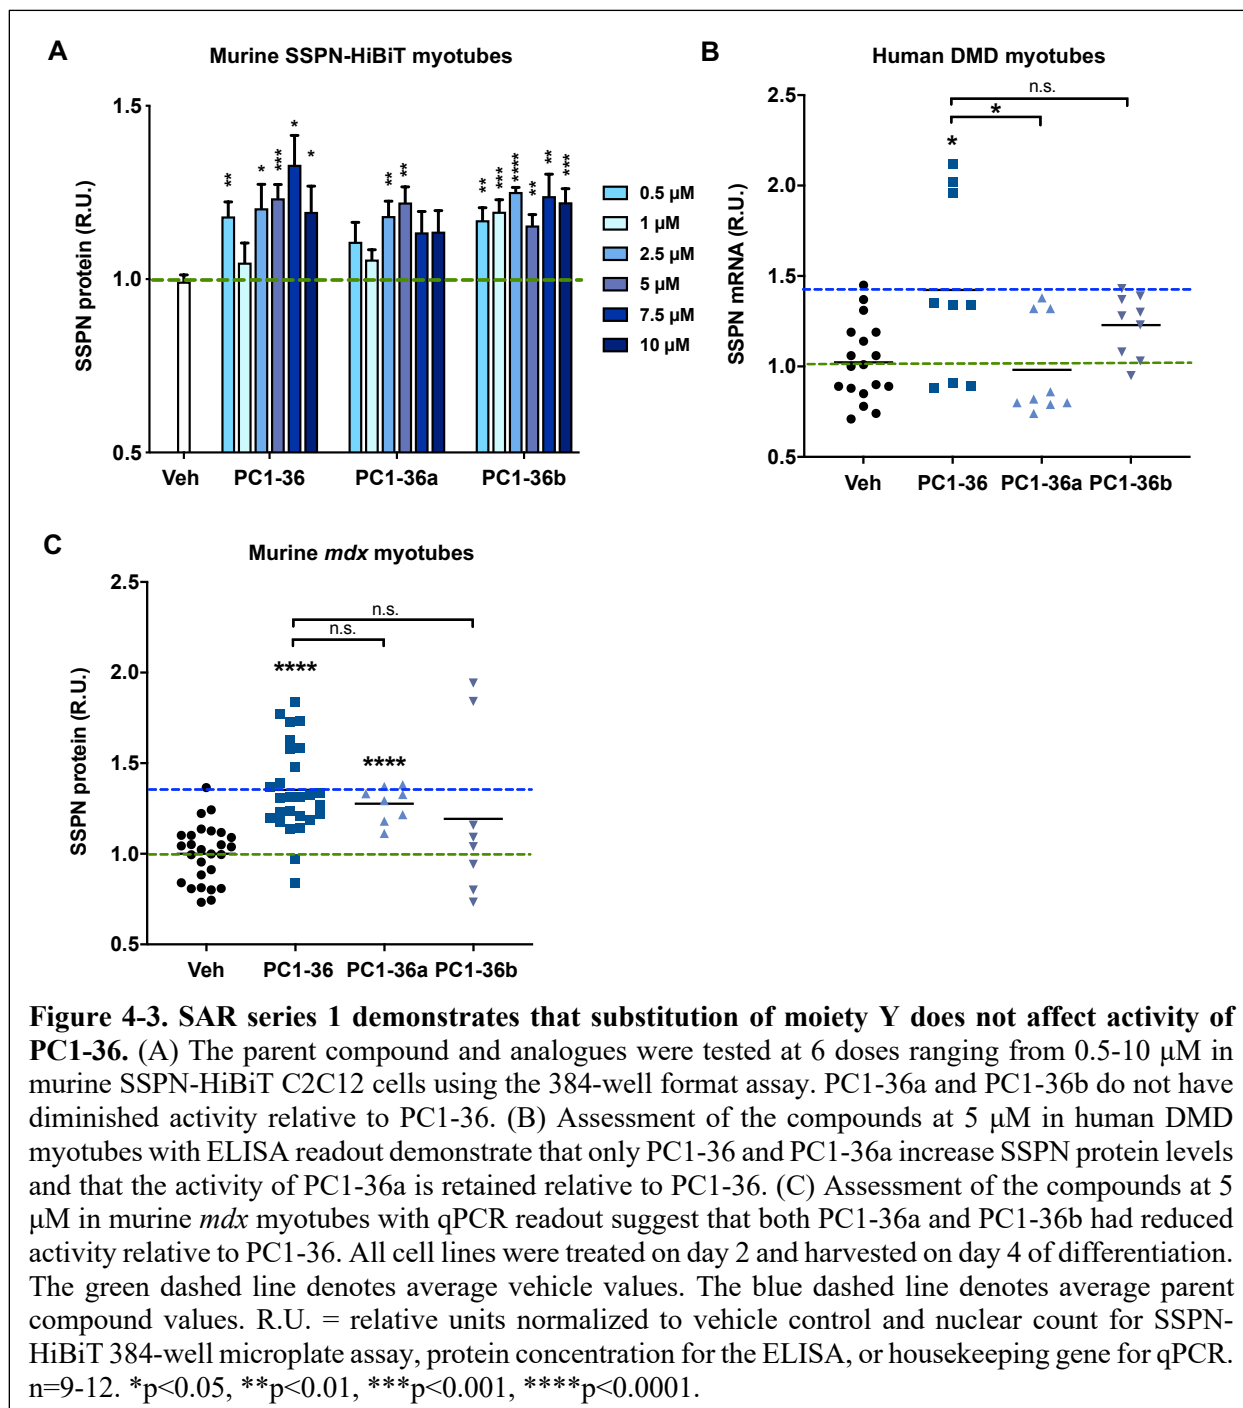 A
Murine SSPN-HiBiT myotubes
SSPN protein (R.U.)
1.5
1.0
0.5
** * *** * *
** **
** *** **** ** ** ***
Veh PC1-36 PC1-36a PC1-36b
0.5 µM
1 µM
2.5 µM
5 µM
7.5 µM
10 µM
B
Human DMD myotubes
SSPN mRNA (R.U.)
2.5
2.0
1.5
1.0
0.5
n.s.
*
*
Veh PC1-36 PC1-36a PC1-36b
C
Murine mdx myotubes
SSPN protein (R.U.)
2.5
2.0
1.5
1.0
0.5
n.s.
n.s.
****
****
Veh PC1-36 PC1-36a PC1-36b
Figure 4-3. SAR series 1 demonstrates that substitution of moiety Y does not affect activity of
PC1-36. (A) The parent compound and analogues were tested at 6 doses ranging from 0.5-10 µM in
murine SSPN-HiBiT C2C12 cells using the 384-well format assay. PC1-36a and PC1-36b do not have
diminished activity relative to PC1-36. (B) Assessment of the compounds at 5 µM in human DMD
myotubes with ELISA readout demonstrate that only PC1-36 and PC1-36a increase SSPN protein levels
and that the activity of PC1-36a is retained relative to PC1-36. (C) Assessment of the compounds at 5
µM in murine mdx myotubes with qPCR readout suggest that both PC1-36a and PC1-36b had reduced
activity relative to PC1-36. All cell lines were treated on day 2 and harvested on day 4 of differentiation.
The green dashed line denotes average vehicle values. The blue dashed line denotes average parent
compound values. R.U. = relative units normalized to vehicle control and nuclear count for SSPN-
HiBiT 384-well microplate assay, protein concentration for the ELISA, or housekeeping gene for qPCR.
n=9-12. *p<0.05, **p<0.01, ***p<0.001, ****p<0.0001.